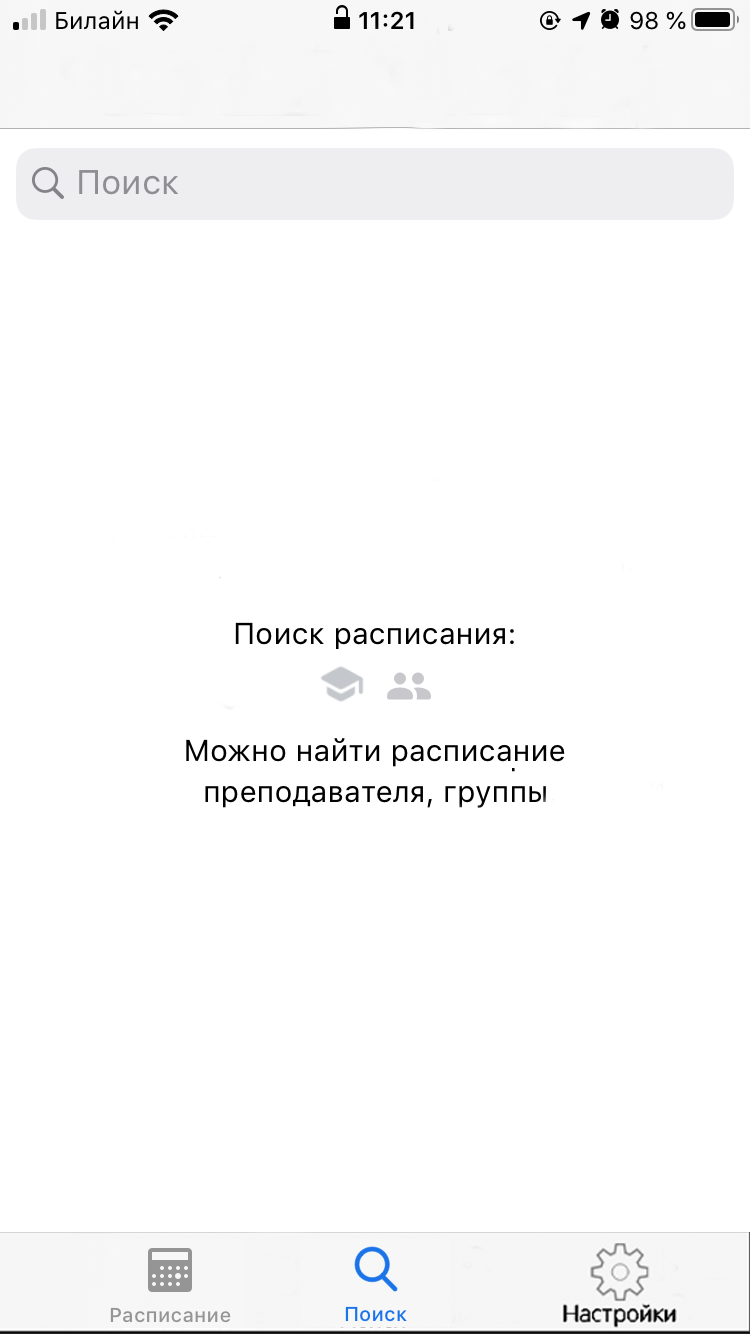 Билайн 11:21 98 %
Поиск
Поиск расписания:
Можно найти расписание
преподавателя, группы
Расписание Поиск Настройки